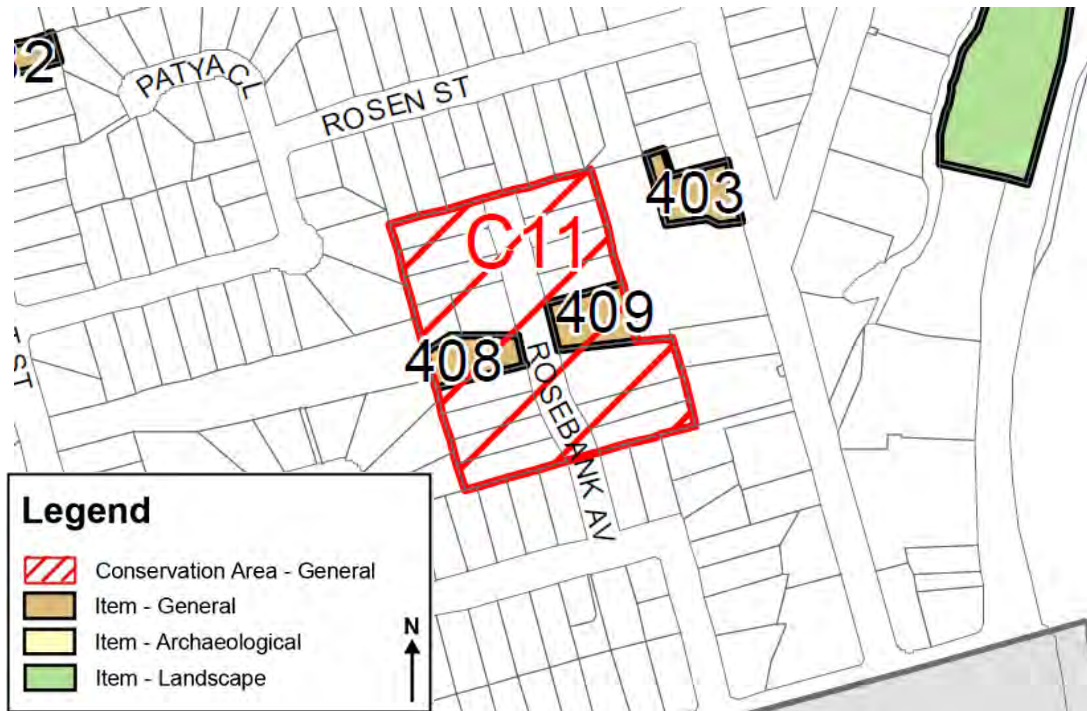 PATYA CL
ROSEN ST
403
C11
409
408
ROSEBANK AV
ST
Legend
Conservation Area - General
Item - General
Item - Archaeological
Item - Landscape
N